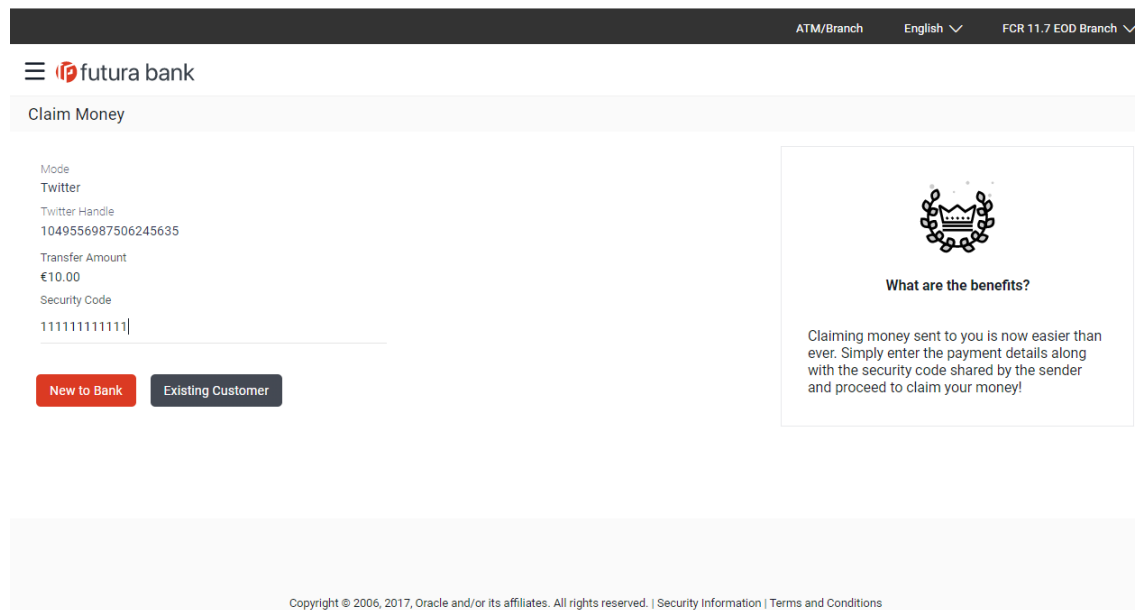 ATM/Branch English FCR 11.7 EOD Branch
futura bank
Claim Money
Mode
Twitter
Twitter Handle
1049556987506245635
Transfer Amount
€10.00
Security Code
111111111111
New to Bank Existing Customer
What are the benefits?
Claiming money sent to you is now easier than
ever. Simply enter the payment details along
with the security code shared by the sender
and proceed to claim your money!
Copyright © 2006, 2017, Oracle and/or its affiliates. All rights reserved. | Security Information | Terms and Conditions